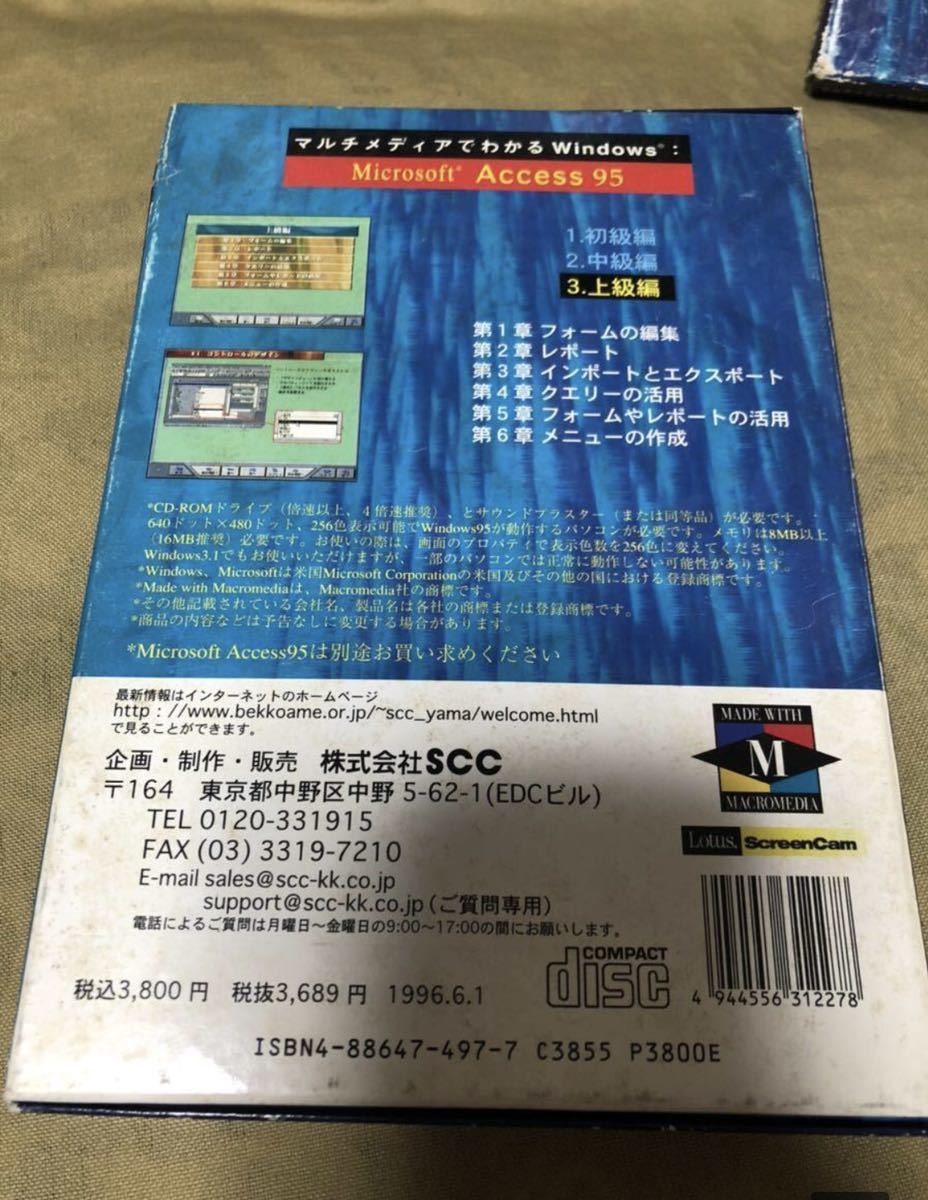 マルチメディアでわかるWindows®:
Microsoft® Access 95
上級編
1.初級編
2.中級編
3.上級編
第1章 フォームの編集
第2章 レポート
第3章 インポートとエクスポート
第4章 クエリーの活用
第5章 フォームやレポートの活用
第6章 メニューの作成
コントロールのデザイン
*CD-ROMドライブ(倍速以上、4倍速推奨)、とサウンドブラスター(または同等品)が必要です。
640ドット×480ドット、256色表示可能でWindows95が動作するパソコンが必要です。メモリは8MB以上
(16MB推奨)必要です。お使いの際は、画面のプロパティで表示色数を256色に変えてください。
Windows3.1でもお使いいただけますが、一部のパソコンでは正常に動作しない可能性があります。
*Windows、Microsoftは米国Microsoft Corporationの米国及びその他の国における登録商標です。
*Made with Macromediaは、Macromedia社の商標です。
*その他記載されている会社名、製品名は各社の商標または登録商標です。
*商品の内容などは予告なしに変更する場合があります。
*Microsoft Access95は別途お買い求めください
最新情報はインターネットのホームページ
http://www.bekkoame.or.jp/~scc_yama/welcome.html
で見ることができます。
企画・制作・販売 株式会社SCC
〒164 東京都中野区中野 5-62-1(EDCビル)
TEL 0120-331915
FAX (03) 3319-7210
E-mail sales@scc-kk.co.jp
support@scc-kk.co.jp(ご質問専用)
電話によるご質問は月曜日〜金曜日の9:00〜17:00の間にお願いします。
MADE WITH
M
MACROMEDIA
Lotus. ScreenCam
COMPACT
disc
4 944556 312278
税込3,800円 税抜3,689円 1996.6.1
ISBN4-88647-497-7 C3855 P3800E